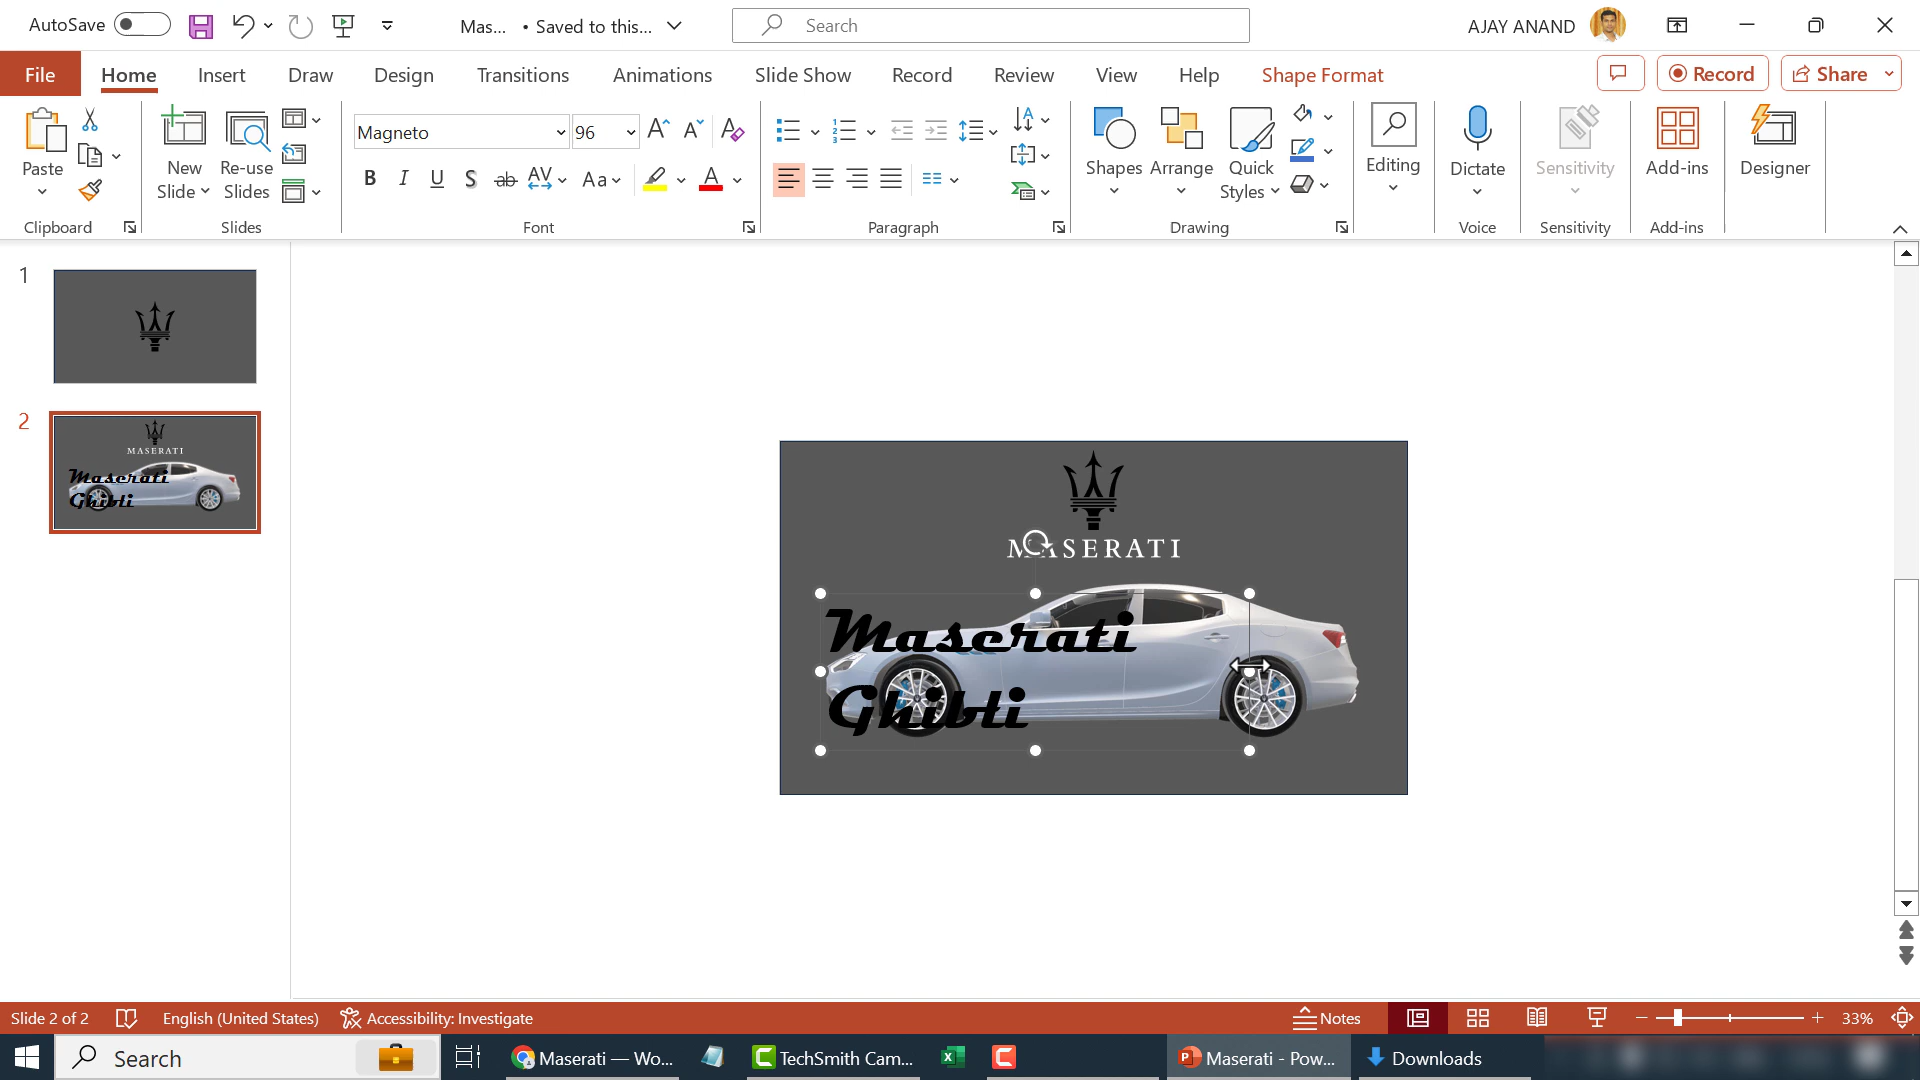 AutoSave
Mas... • Saved to this...
Search
AJAY ANAND
File
Home
Insert
Draw
Design
Transitions
Animations
Slide Show
Record
Review
View
Help
Shape Format
Record
Share
Paste
New
Slide
Re-use
Slides
Magneto
96
Shapes
Arrange
Quick
Styles
Editing
Dictate
Sensitivity
Add-ins
Designer
Clipboard
Slides
Font
Paragraph
Drawing
Voice
Sensitivity
Add-ins
1
2
MASERATI
Maserati
Ghibli
MASERATI
Maserati
Ghibli
Slide 2 of 2
English (United States)
Accessibility: Investigate
Notes
33%
Search
Maserati — Wo...
TechSmith Cam...
Maserati - Pow...
Downloads